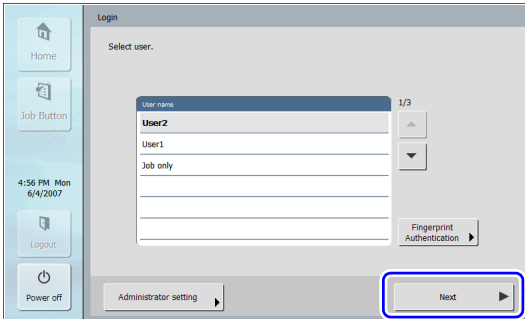 Login
Home
Job Button
4:56 PM Mon
6/4/2007
Logout
Power off
Select user.
User name
1/3
User2
User1
Job only
Fingerprint
Authentication
Administrator setting
Next